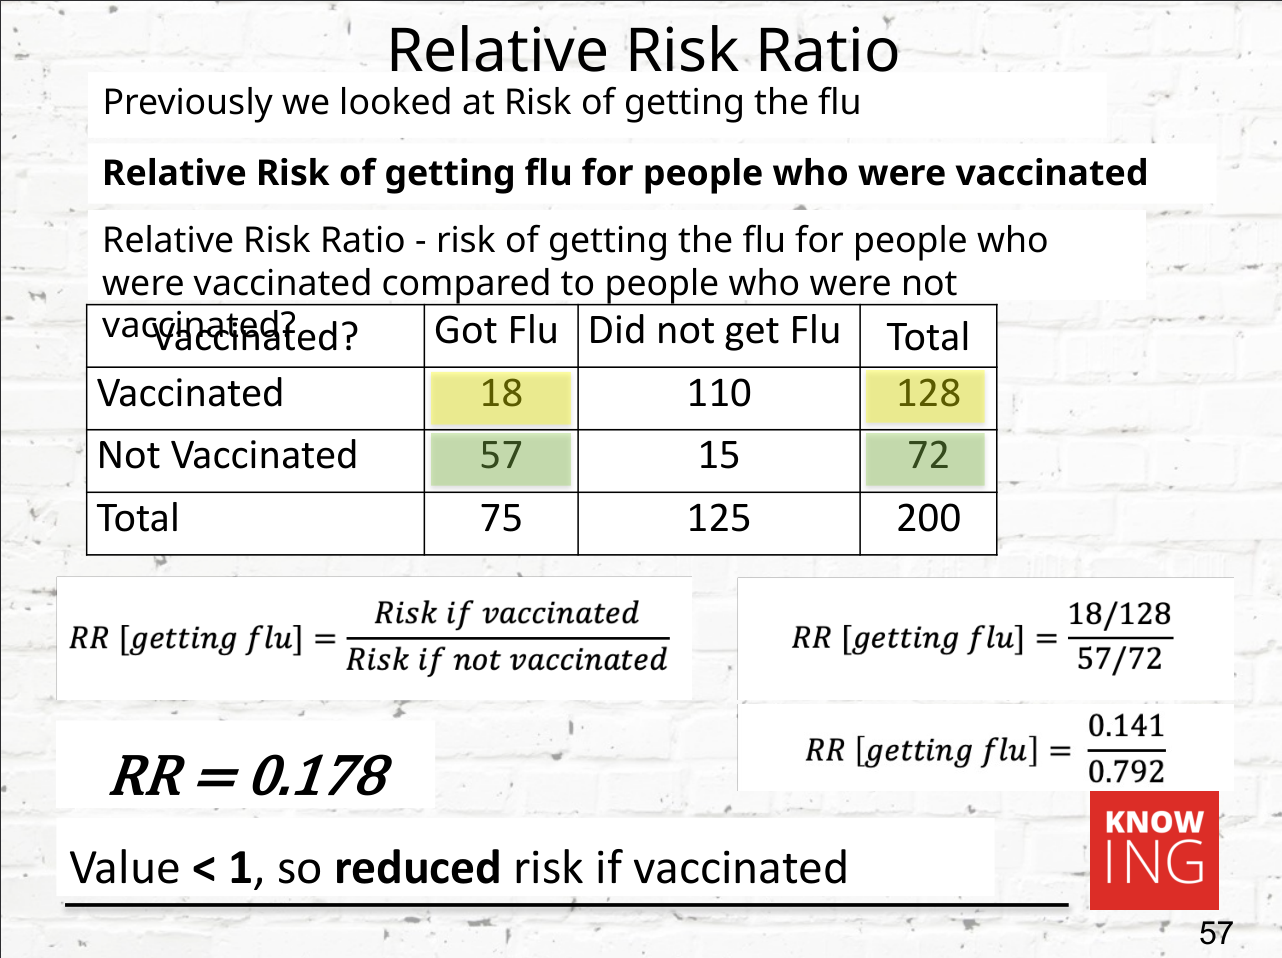 Relative Risk Ratio
Previously we looked at Risk of getting the flu
Relative Risk of getting flu for people who were vaccinated
Relative Risk Ratio - risk of getting the flu for people who
were vaccinated compared to people who were not
vaccinated?
Vaccinated? Got Flu Did not get Flu Total
Vaccinated 18 110 128
Not Vaccinated 57 15 72
Total 75 125 200
RR [getting flu] = Risk if vaccinated / Risk if not vaccinated
RR [getting flu] = 18/128 / 57/72
RR [getting flu] = 0.141 / 0.792
RR = 0.178
Value < 1, so reduced risk if vaccinated
KNOW
ING
57